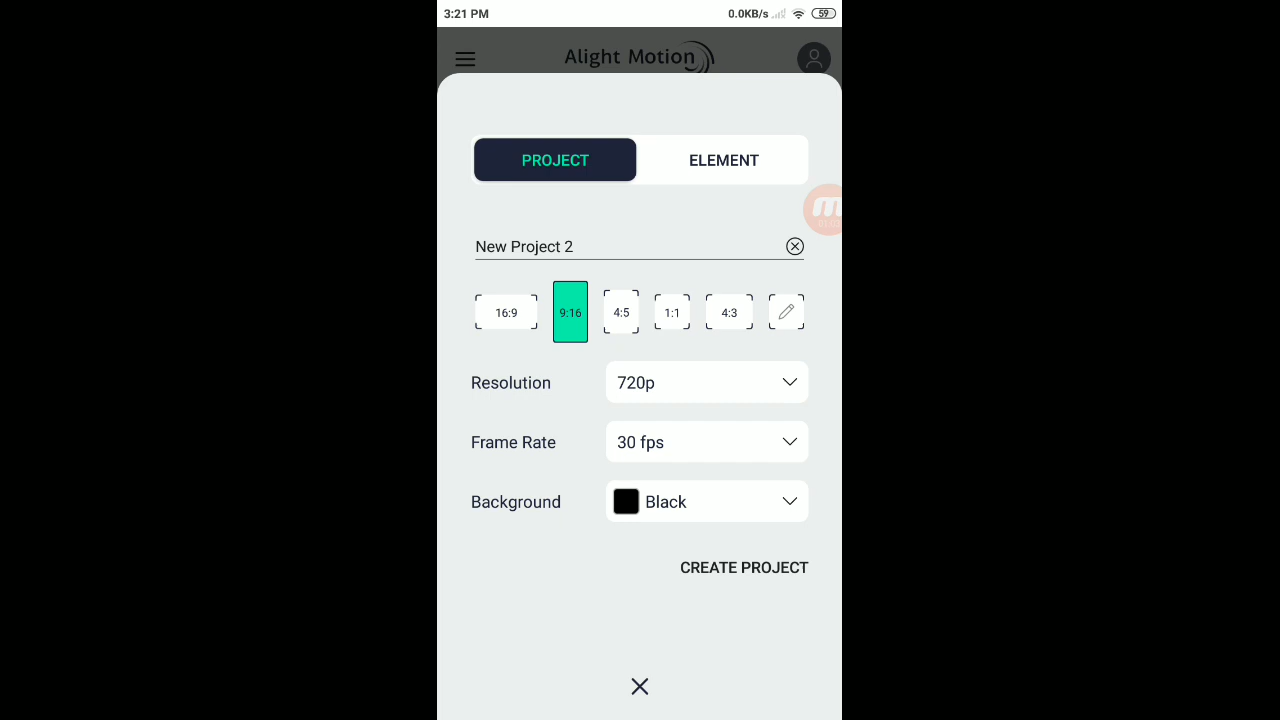 3:21 PM 0.0KB/s 59
Alight Motion
PROJECT ELEMENT
New Project 2
16:9 9:16 4:5 1:1 4:3
Resolution 720p
Frame Rate 30 fps
Background Black
CREATE PROJECT